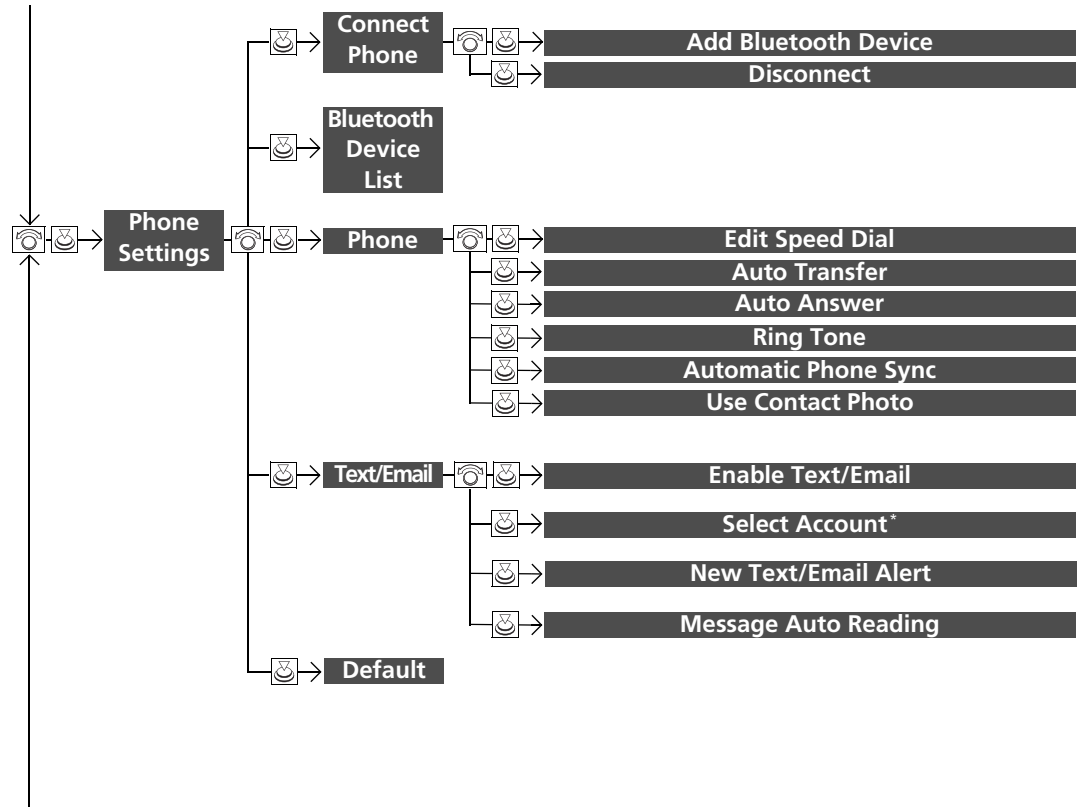 Connect
Phone
Add Bluetooth Device
Disconnect
Bluetooth
Device
List
Phone
Settings
Phone
Edit Speed Dial
Auto Transfer
Auto Answer
Ring Tone
Automatic Phone Sync
Use Contact Photo
Text/Email
Enable Text/Email
Select Account*
New Text/Email Alert
Message Auto Reading
Default